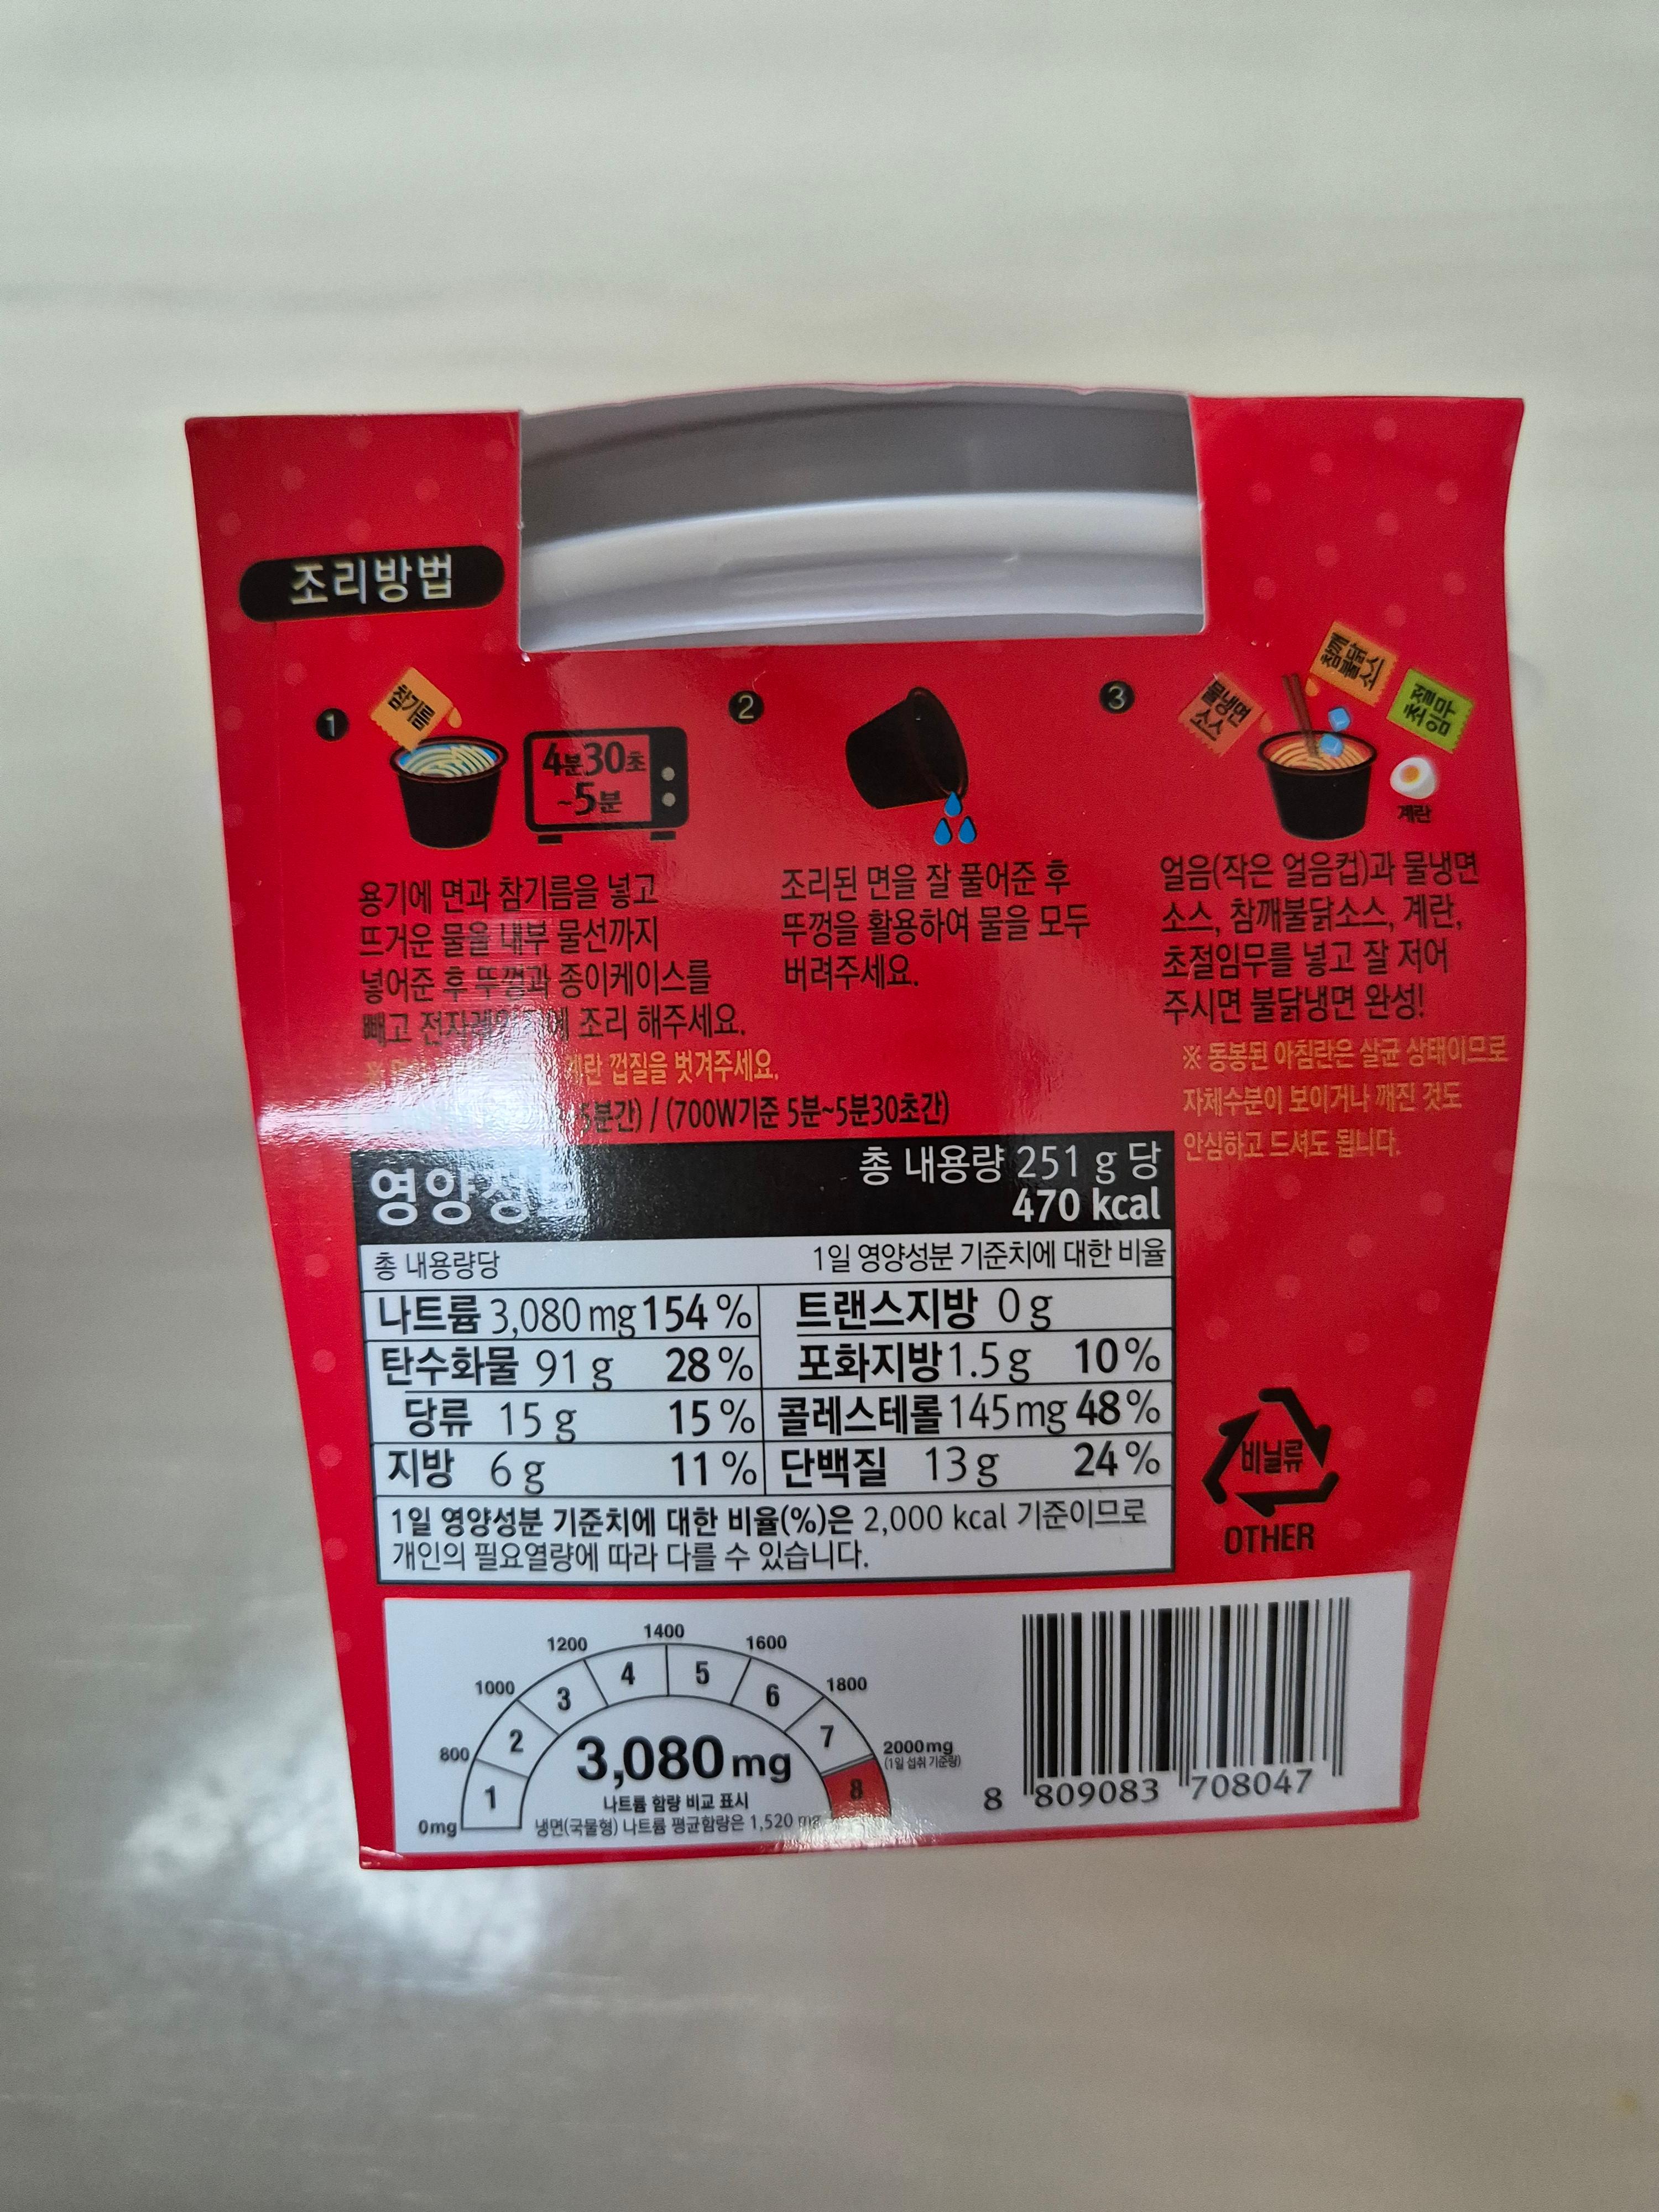 조리방법
1
참기름
4분30초
~5분
용기에 면과 참기름을 넣고
뜨거운 물을 내부 물선까지
넣어준 후 뚜껑과 종이케이스를
빼고 전자레인지에 조리 해주세요.
※ 계란 껍질을 벗겨주세요.
5분간) / (700W기준 5분~5분30초간)
2
조리된 면을 잘 풀어준 후
뚜껑을 활용하여 물을 모두
버려주세요.
3
물냉면
소스
참깨
불닭
소스
절임무
계란
얼음(작은 얼음컵)과 물냉면
소스, 참깨불닭소스, 계란,
초절임무를 넣고 잘 저어
주시면 불닭냉면 완성!
※ 동봉된 아침란은 살균 상태이므로
자체수분이 보이거나 깨진 것도
안심하고 드셔도 됩니다.
영양정보
총 내용량 251 g 당
470 kcal
총 내용량당 1일 영양성분 기준치에 대한 비율
나트륨 3,080 mg 154 % 트랜스지방 0 g
탄수화물 91 g 28 % 포화지방 1.5 g 10 %
당류 15 g 15 % 콜레스테롤 145 mg 48 %
지방 6 g 11 % 단백질 13 g 24 %
1일 영양성분 기준치에 대한 비율(%)은 2,000 kcal 기준이므로
개인의 필요열량에 따라 다를 수 있습니다.
비닐류
OTHER
0mg
800
1000
1200
1400
1600
1800
2000mg
(1일 섭취 기준량)
1
2
3
4
5
6
7
8
3,080 mg
나트륨 함량 비교 표시
냉면(국물형) 나트륨 평균함량은 1,520 mg
8 809083 708047